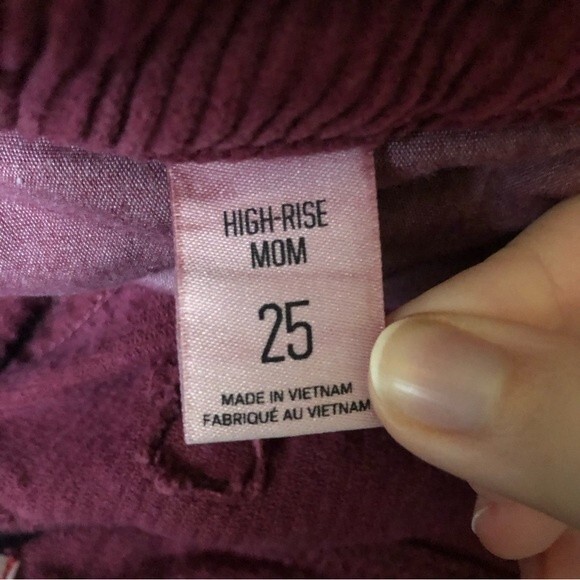 HIGH-RISE
MOM
25
MADE IN VIETNAM
FABRIQUÉ AU VIETNAM